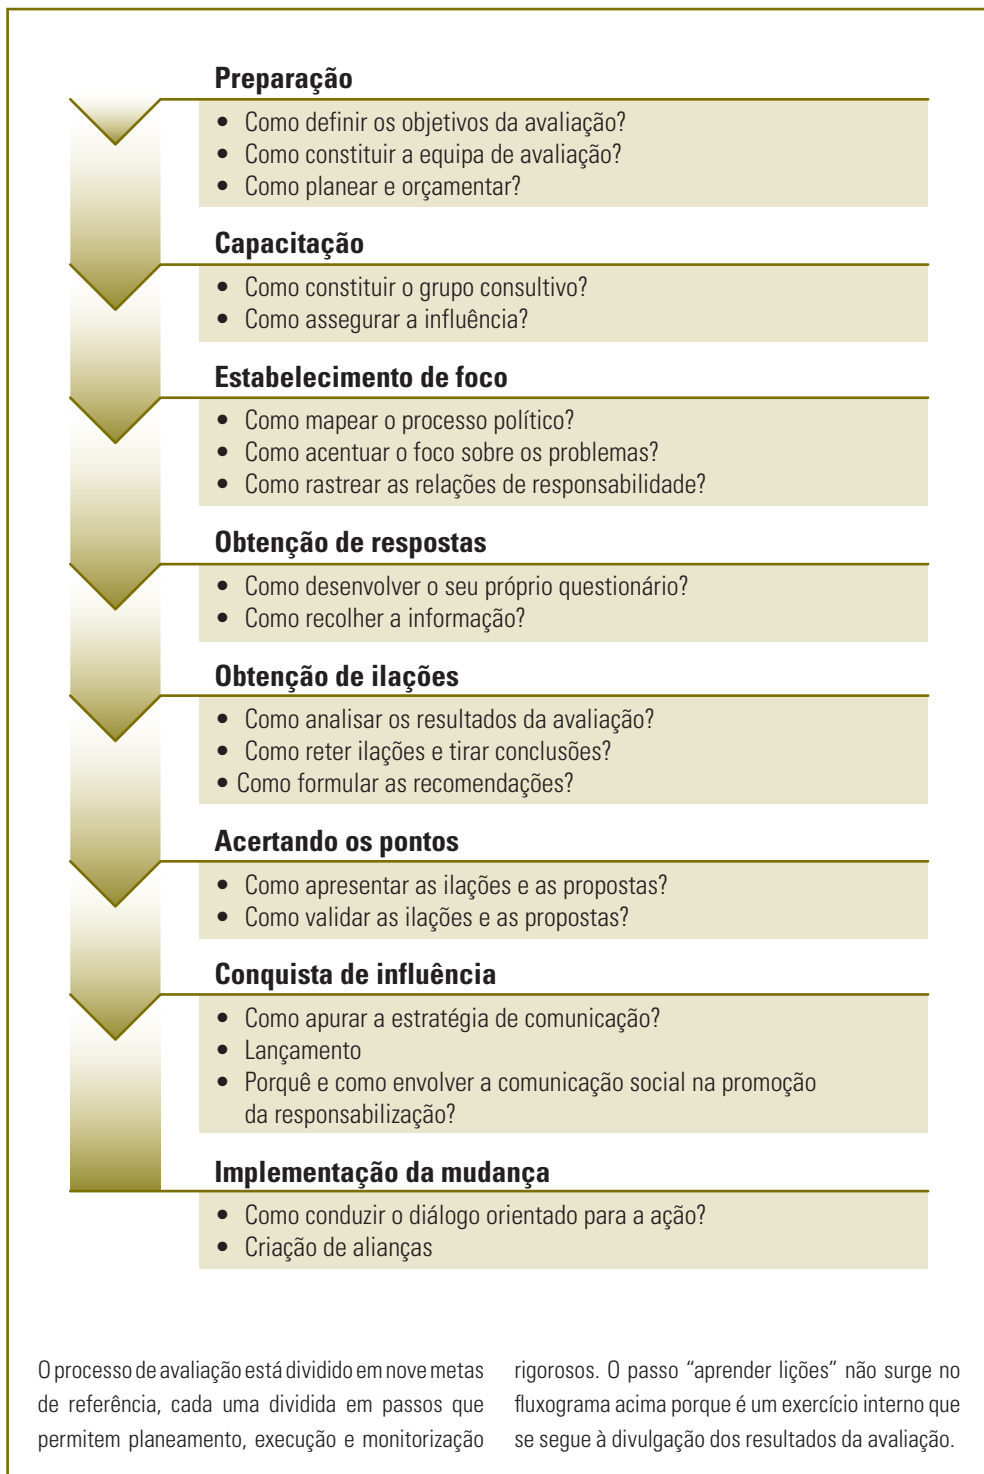 Preparação
• Como definir os objetivos da avaliação?
• Como constituir a equipa de avaliação?
• Como planear e orçamentar?
Capacitação
• Como constituir o grupo consultivo?
• Como assegurar a influência?
Estabelecimento de foco
• Como mapear o processo político?
• Como acentuar o foco sobre os problemas?
• Como rastrear as relações de responsabilidade?
Obtenção de respostas
• Como desenvolver o seu próprio questionário?
• Como recolher a informação?
Obtenção de ilações
• Como analisar os resultados da avaliação?
• Como reter ilações e tirar conclusões?
• Como formular as recomendações?
Acertando os pontos
• Como apresentar as ilações e as propostas?
• Como validar as ilações e as propostas?
Conquista de influência
• Como apurar a estratégia de comunicação?
• Lançamento
• Porquê e como envolver a comunicação social na promoção
da responsabilização?
Implementação da mudança
• Como conduzir o diálogo orientado para a ação?
• Criação de alianças
O processo de avaliação está dividido em nove metas
de referência, cada uma dividida em passos que
permitem planeamento, execução e monitorização
rigorosos. O passo “aprender lições” não surge no
fluxograma acima porque é um exercício interno que
se segue à divulgação dos resultados da avaliação.